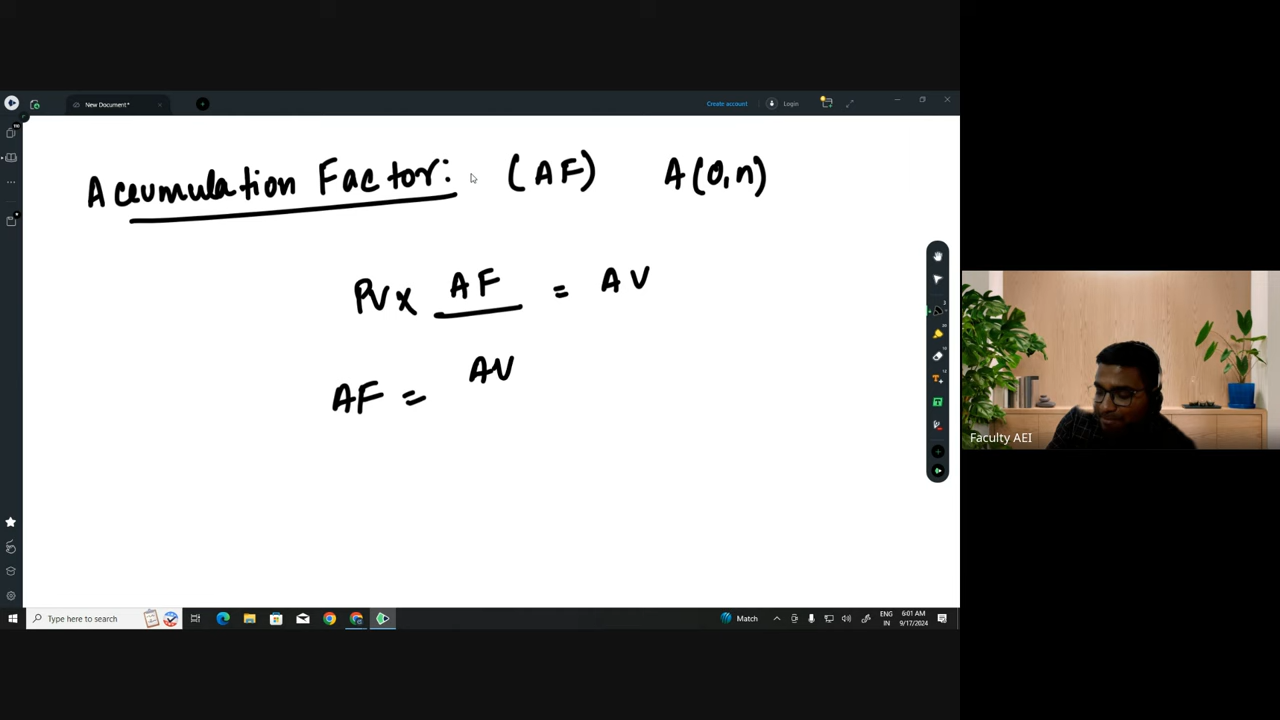 New Document*
Create account
Login
Accumulation Factor: (AF) A(0,n)
PV x AF = AV
AV
AF =
Faculty AEI
Type here to search
Match
ENG
IN
6:01 AM
9/17/2024